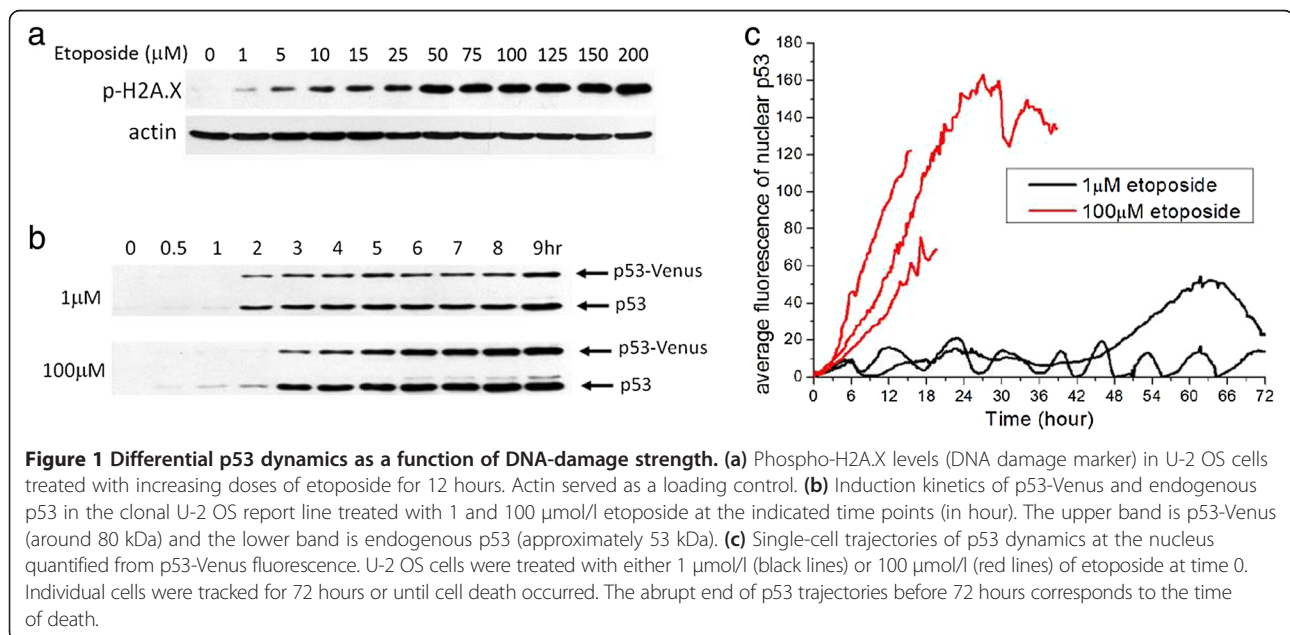 a
Etoposide (μM) 0 1 5 10 15 25 50 75 100 125 150 200
p-H2A.X
actin
b
0 0.5 1 2 3 4 5 6 7 8 9hr
1μM
p53-Venus
p53
100μM
p53-Venus
p53
c
average fluorescence of nuclear p53
180
160
140
120
100
80
60
40
20
0
1μM etoposide
100μM etoposide
0 6 12 18 24 30 36 42 48 54 60 66 72
Time (hour)
Figure 1 Differential p53 dynamics as a function of DNA-damage strength. (a) Phospho-H2A.X levels (DNA damage marker) in U-2 OS cells
treated with increasing doses of etoposide for 12 hours. Actin served as a loading control. (b) Induction kinetics of p53-Venus and endogenous
p53 in the clonal U-2 OS report line treated with 1 and 100 μmol/l etoposide at the indicated time points (in hour). The upper band is p53-Venus
(around 80 kDa) and the lower band is endogenous p53 (approximately 53 kDa). (c) Single-cell trajectories of p53 dynamics at the nucleus
quantified from p53-Venus fluorescence. U-2 OS cells were treated with either 1 μmol/l (black lines) or 100 μmol/l (red lines) of etoposide at time 0.
Individual cells were tracked for 72 hours or until cell death occurred. The abrupt end of p53 trajectories before 72 hours corresponds to the time
of death.